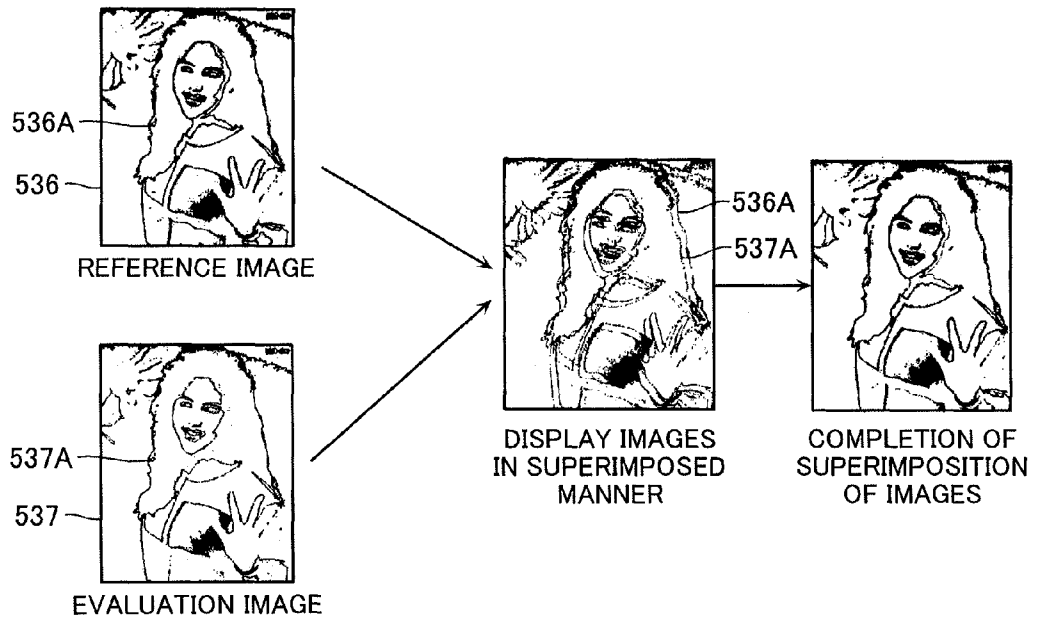 536A
536
REFERENCE IMAGE
537A
537
EVALUATION IMAGE
536A
537A
DISPLAY IMAGES
IN SUPERIMPOSED
MANNER
COMPLETION OF
SUPERIMPOSITION
OF IMAGES